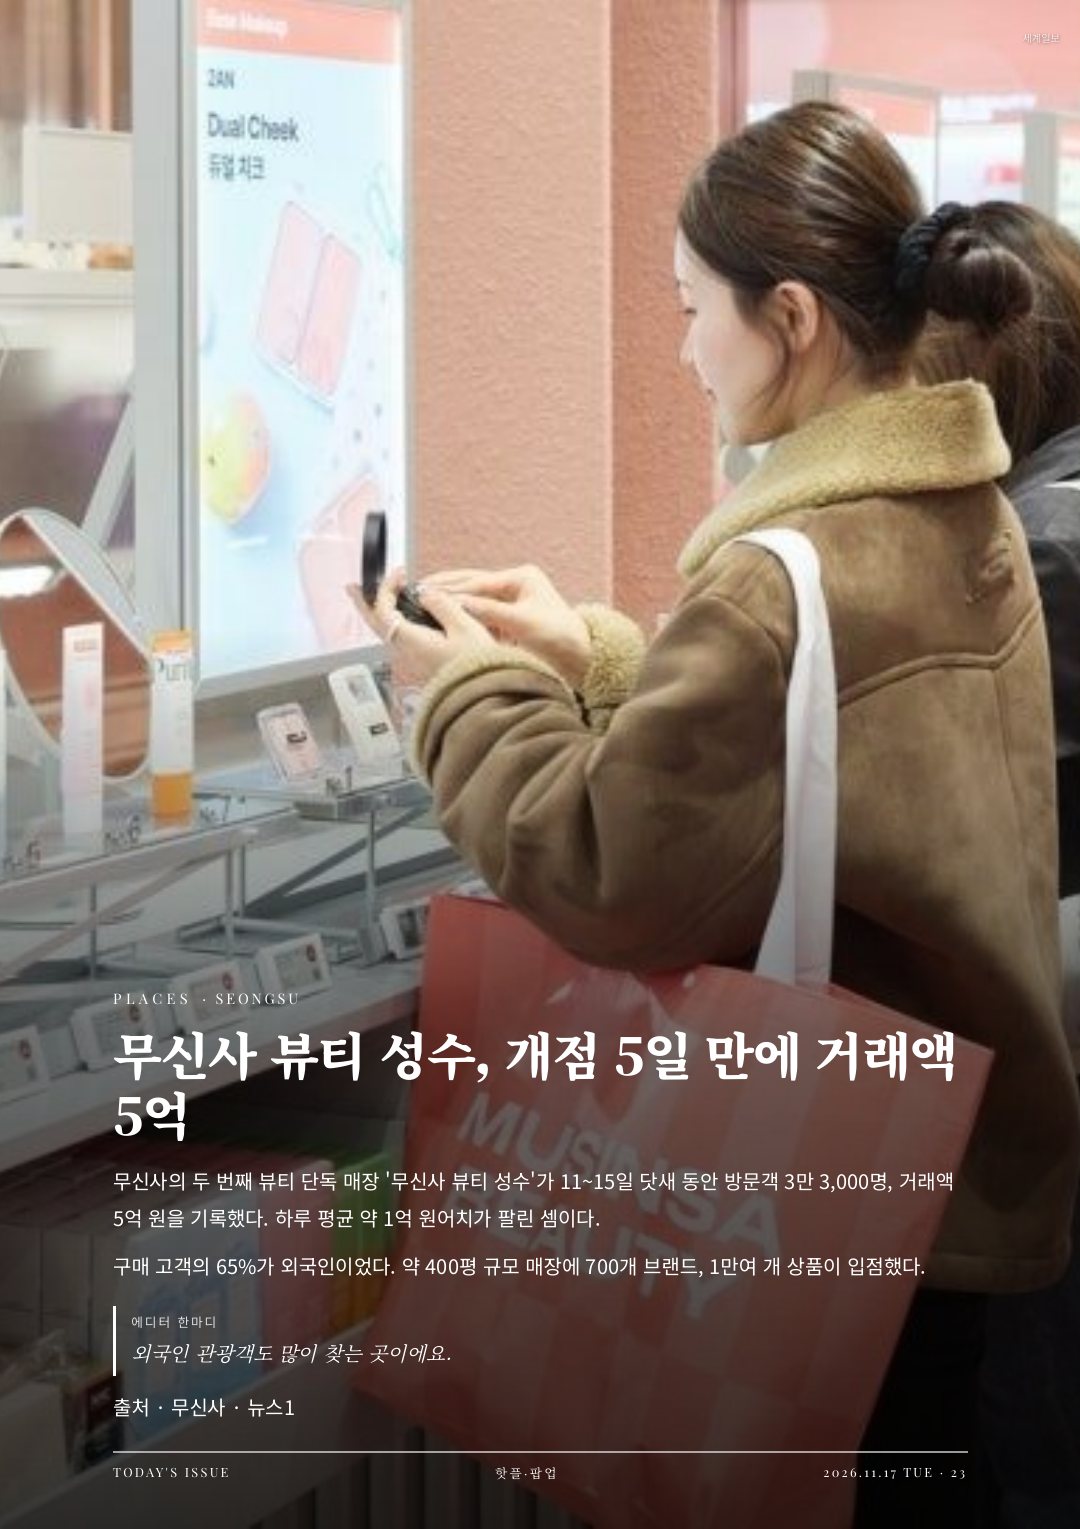 Base Makeup
2AN
Dual Cheek
듀얼 치크
세계일보
PLACES · SEONGSU
무신사 뷰티 성수, 개점 5일 만에 거래액
5억
무신사의 두 번째 뷰티 단독 매장 '무신사 뷰티 성수'가 11~15일 닷새 동안 방문객 3만 3,000명, 거래액
5억 원을 기록했다. 하루 평균 약 1억 원어치가 팔린 셈이다.
구매 고객의 65%가 외국인이었다. 약 400평 규모 매장에 700개 브랜드, 1만여 개 상품이 입점했다.
에디터 한마디
외국인 관광객도 많이 찾는 곳이에요.
출처 · 무신사 · 뉴스1
MUSINSA
BEAUTY
TODAY'S ISSUE
핫플·팝업
2026.11.17 TUE · 23